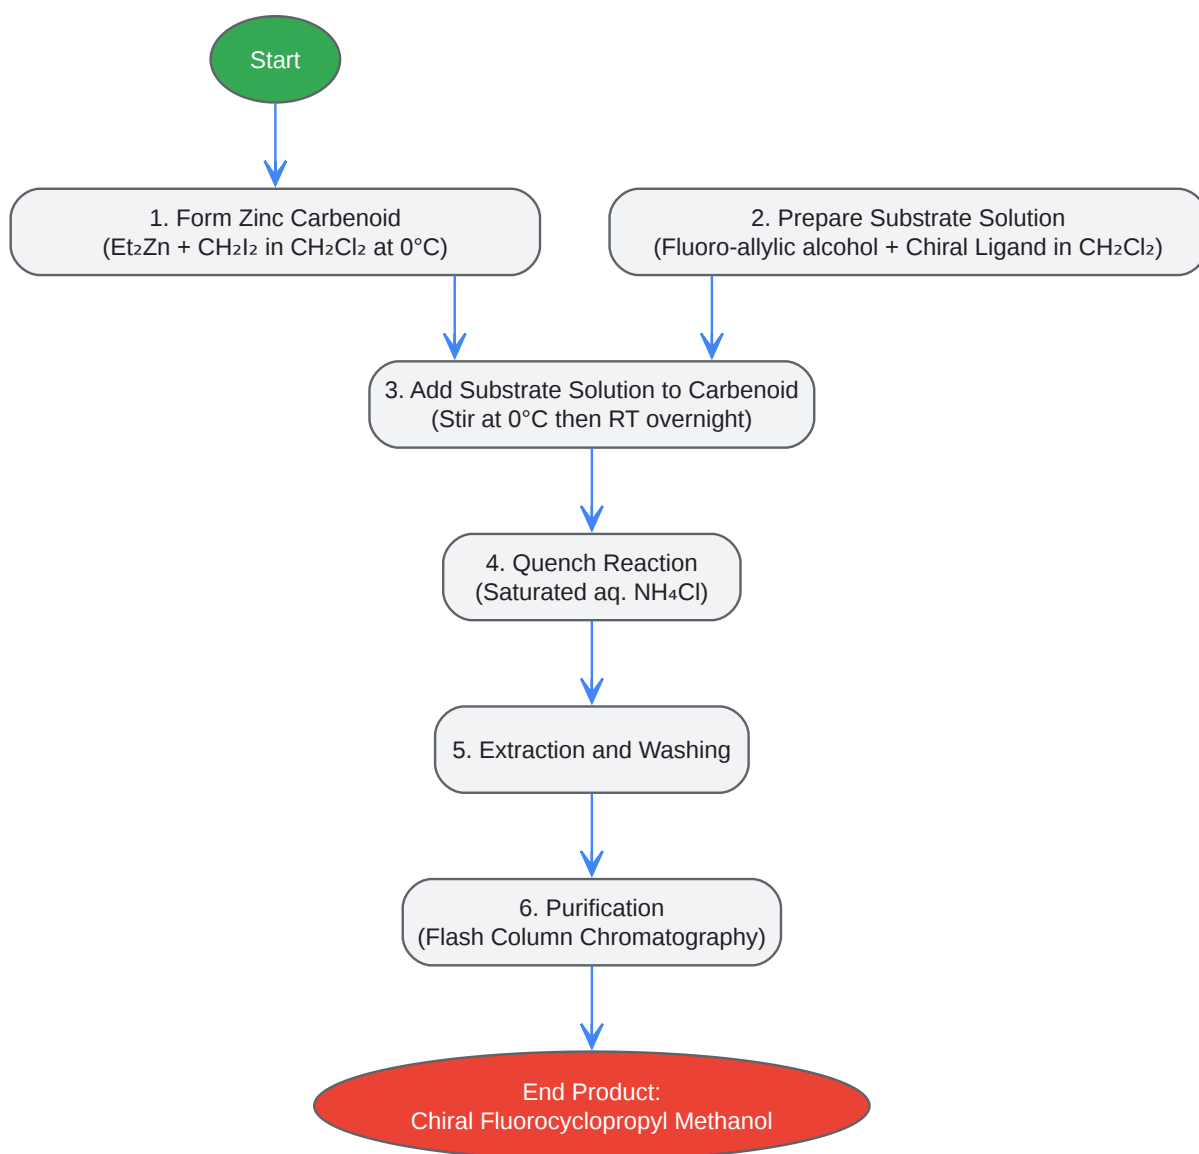 Start
1. Form Zinc Carbenoid
(Et₂Zn + CH₂I₂ in CH₂Cl₂ at 0°C)
2. Prepare Substrate Solution
(Fluoro-allylic alcohol + Chiral Ligand in CH₂Cl₂)
3. Add Substrate Solution to Carbenoid
(Stir at 0°C then RT overnight)
4. Quench Reaction
(Saturated aq. NH₄Cl)
5. Extraction and Washing
6. Purification
(Flash Column Chromatography)
End Product:
Chiral Fluorocyclopropyl Methanol